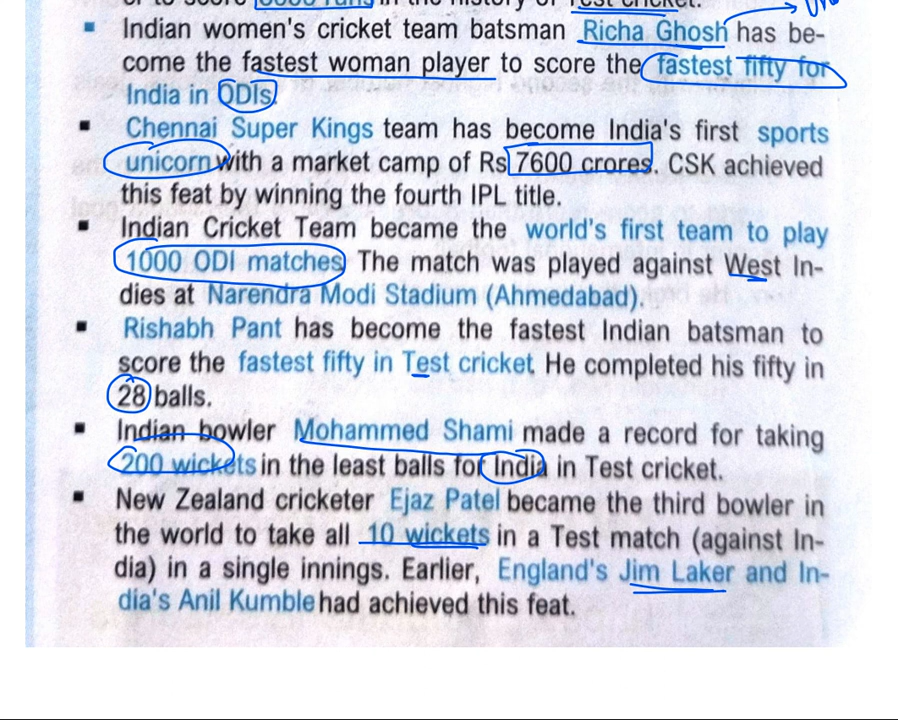 in the history of Test cricket.
▪ Indian women's cricket team batsman Richa Ghosh has be-
come the fastest woman player to score the fastest fifty for
India in ODIs.
▪ Chennai Super Kings team has become India's first sports
unicorn with a market camp of Rs 7600 crores. CSK achieved
this feat by winning the fourth IPL title.
▪ Indian Cricket Team became the world's first team to play
1000 ODI matches. The match was played against West In-
dies at Narendra Modi Stadium (Ahmedabad).
▪ Rishabh Pant has become the fastest Indian batsman to
score the fastest fifty in Test cricket. He completed his fifty in
28 balls.
▪ Indian bowler Mohammed Shami made a record for taking
200 wickets in the least balls for India in Test cricket.
▪ New Zealand cricketer Ejaz Patel became the third bowler in
the world to take all 10 wickets in a Test match (against In-
dia) in a single innings. Earlier, England's Jim Laker and In-
dia's Anil Kumble had achieved this feat.